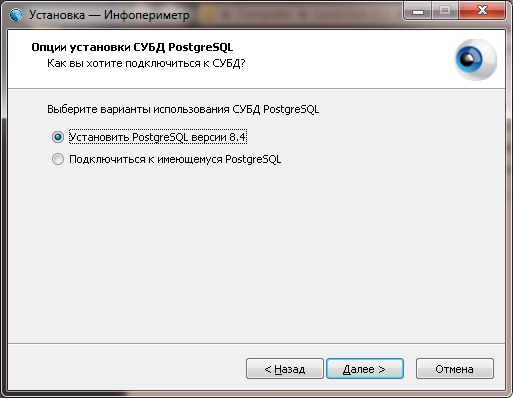 Установка — Инфопериметр
Опции установки СУБД PostgreSQL
Как вы хотите подключиться к СУБД?
Выберите варианты использования СУБД PostgreSQL
Установить PostgreSQL версии 8.4
Подключиться к имеющемуся PostgreSQL
< Назад
Далее >
Отмена